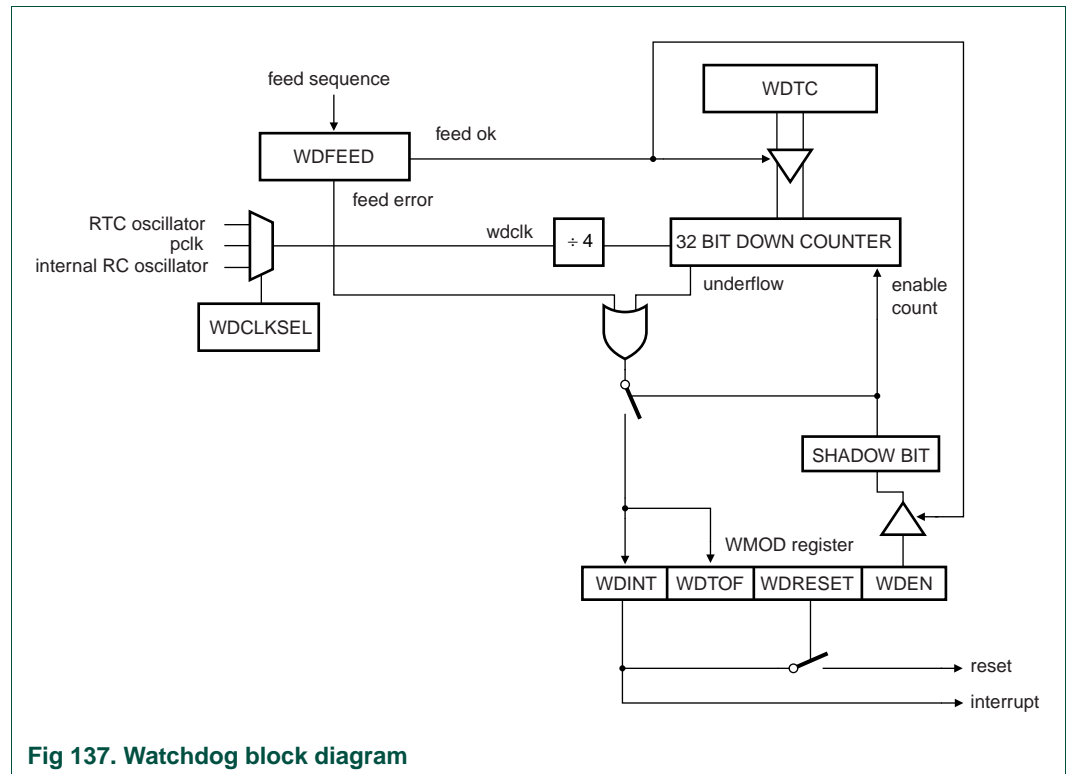 feed sequence
WDTC
feed ok
WDFEED
feed error
RTC oscillator
pclk
internal RC oscillator
wdclk
÷ 4
32 BIT DOWN COUNTER
underflow
enable
count
WDCLKSEL
SHADOW BIT
WMOD register
WDINT
WDTOF
WDRESET
WDEN
reset
interrupt
Fig 137. Watchdog block diagram